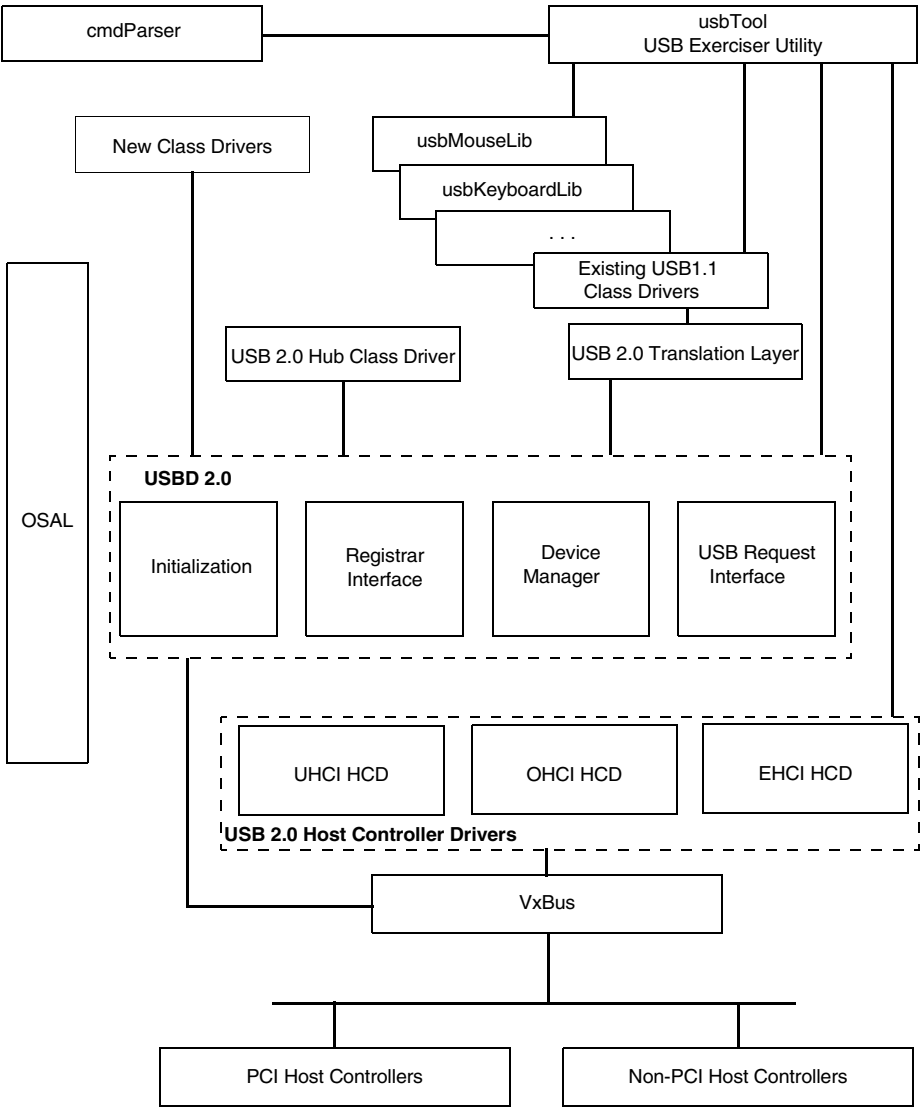 cmdParser
usbTool
USB Exerciser Utility
New Class Drivers
usbMouseLib
usbKeyboardLib
. . .
Existing USB1.1
Class Drivers
USB 2.0 Hub Class Driver
USB 2.0 Translation Layer
OSAL
USBD 2.0
Initialization
Registrar
Interface
Device
Manager
USB Request
Interface
UHCI HCD
OHCI HCD
EHCI HCD
USB 2.0 Host Controller Drivers
VxBus
PCI Host Controllers
Non-PCI Host Controllers